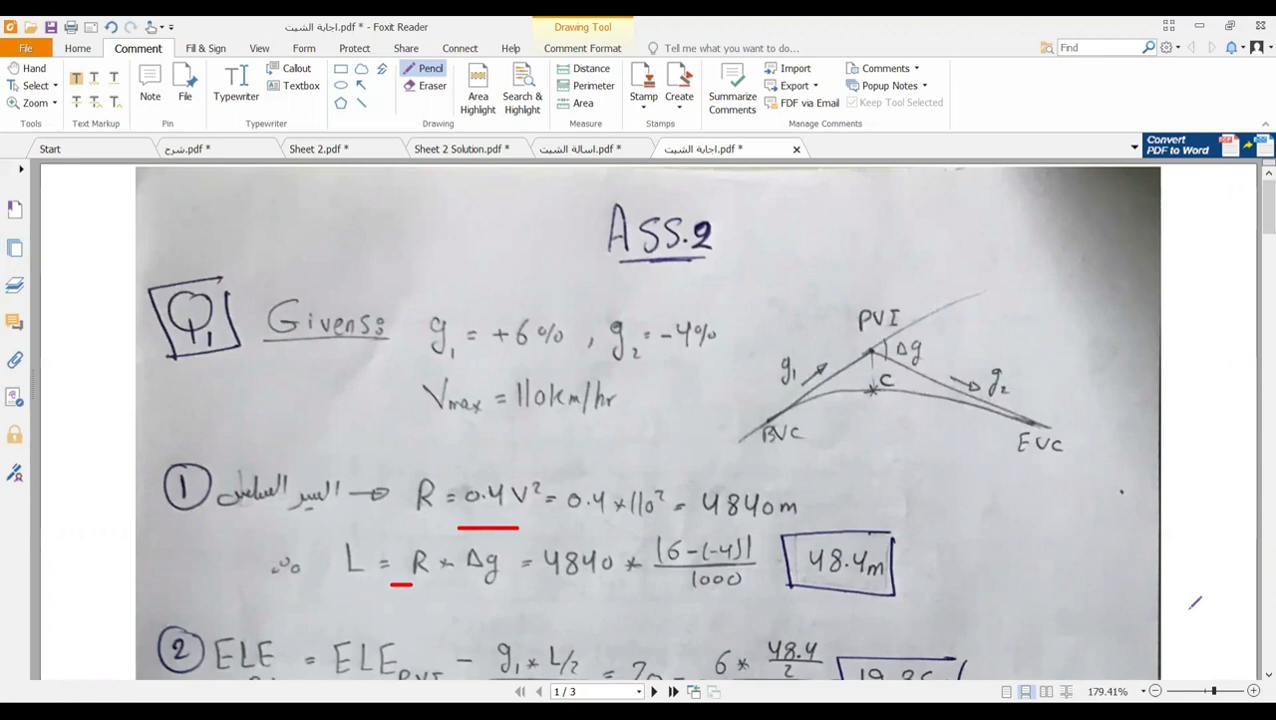 اجابة الشيت.pdf * - Foxit Reader
Drawing Tool
File Home Comment Fill & Sign View Form Protect Share Connect Help Comment Format Tell me what you want to do... Find
Hand
Select
Zoom
Tools
Text Markup
Note
File
Pin
Typewriter
Callout
Textbox
Typewriter
Pencil
Eraser
Drawing
Area Highlight
Search & Highlight
Distance
Perimeter
Area
Measure
Stamp
Create
Stamps
Summarize Comments
Import
Export
FDF via Email
Comments
Popup Notes
Keep Tool Selected
Manage Comments
Start شرح.pdf * Sheet 2.pdf * Sheet 2 Solution.pdf * اسالة الشيت.pdf * اجابة الشيت.pdf *
Convert PDF to Word
ASS.2
Q1 Givens: g1 = +6% , g2 = -4%
Vmax = 110km/hr
PVI
Δg
g1
g2
C
BVC
EVC
1 السير السلس → R = 0.4V² = 0.4*110² = 4840m
∴ L = R * Δg = 4840 * |6-(-4)| / 1000 48.4m
2 ELE = ELE PVI - g1 * L/2 = 6 * 48.4 / 2
1 / 3
179.41%